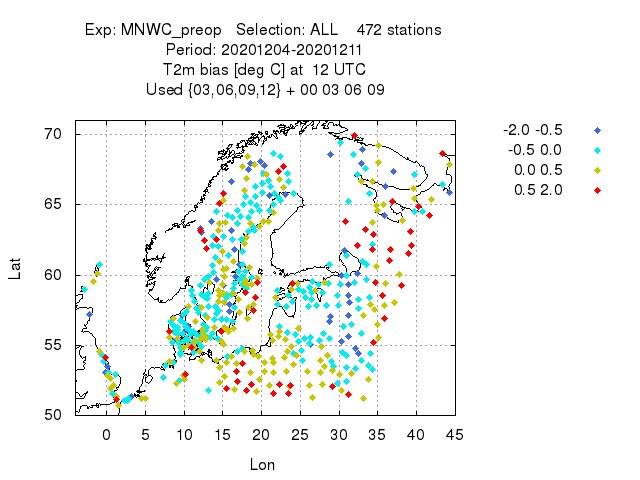 Exp: MNWC_preop   Selection: ALL    472 stations
Period: 20201204-20201211
T2m bias [deg C] at  12 UTC
Used {03,06,09,12} + 00 03 06 09
-2.0 -0.5
-0.5 0.0
0.0 0.5
0.5 2.0
70
65
60
55
50
Lat
0 5 10 15 20 25 30 35 40 45
Lon